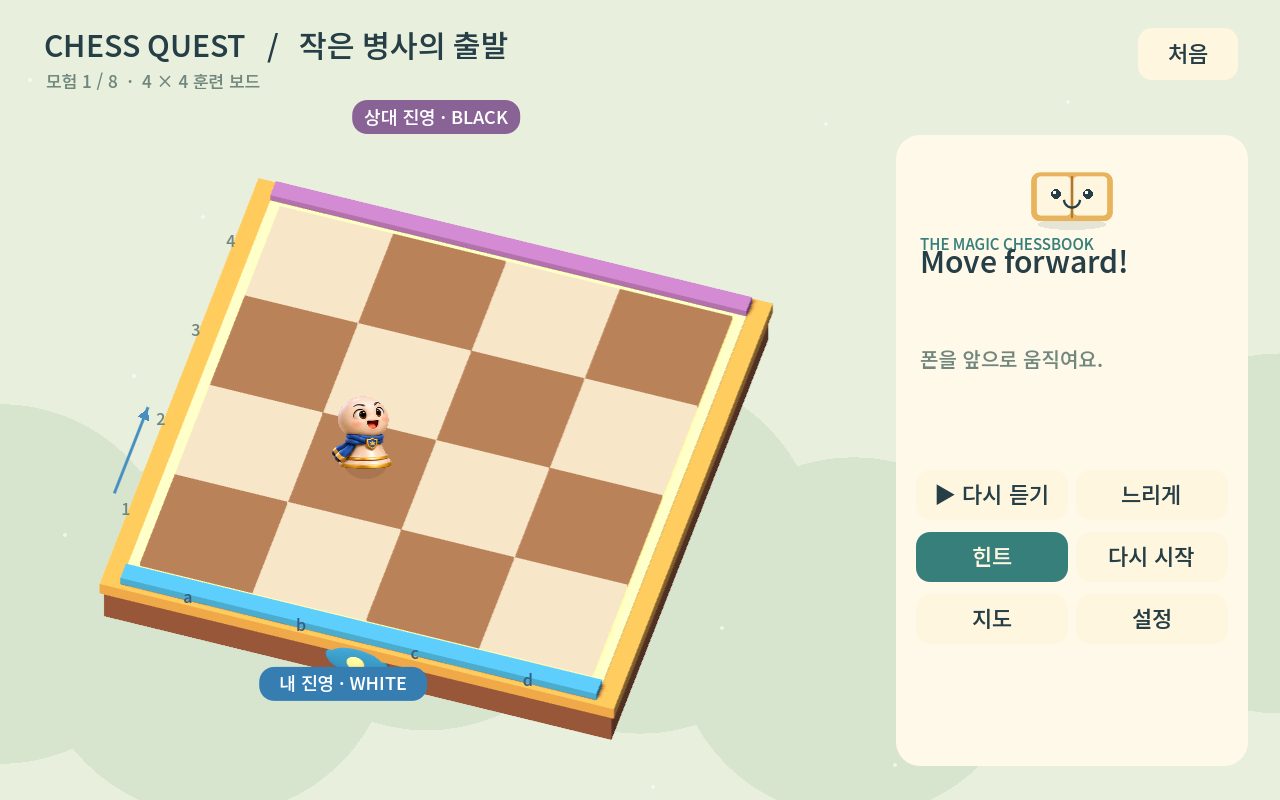 CHESS QUEST / 작은 병사의 출발
모험 1 / 8 · 4 × 4 훈련 보드
처음
상대 진영 · BLACK
4
3
2
1
a
b
c
d
내 진영 · WHITE
THE MAGIC CHESSBOOK
Move forward!
폰을 앞으로 움직여요.
▶ 다시 듣기
느리게
힌트
다시 시작
지도
설정